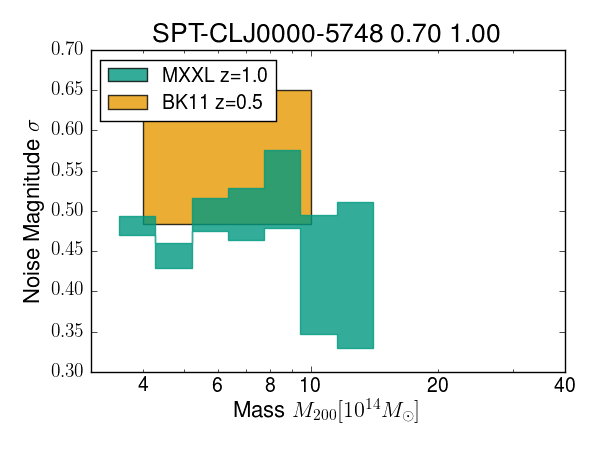 SPT-CLJ0000-5748 0.70 1.00
0.70
0.65
0.60
0.55
0.50
0.45
0.40
0.35
0.30
Noise Magnitude σ
MXXL z=1.0
BK11 z=0.5
4 6 8 10 20 40
Mass M₂₀₀[10¹⁴M☉]